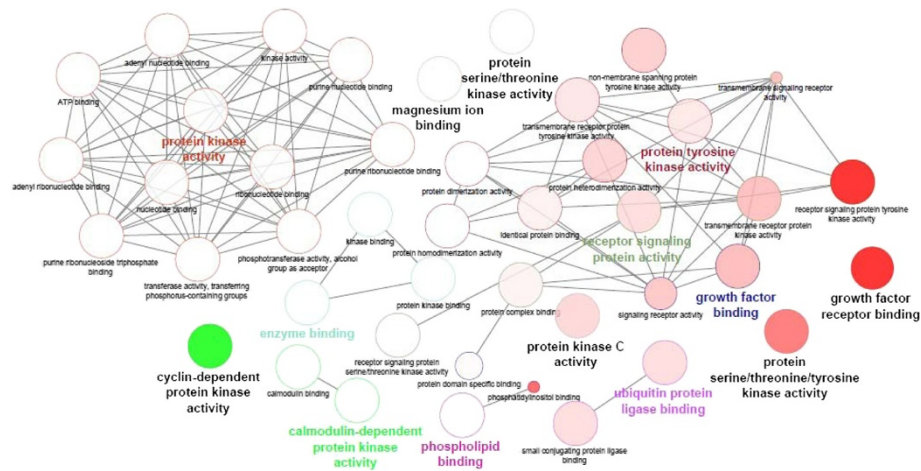 adenyl nucleotide binding
kinase activity
purine nucleotide binding
ATP binding
protein kinase
activity
adenyl ribonucleotide binding
nucleotide binding
ribonucleotide binding
purine ribonucleotide binding
purine ribonucleoside triphosphate
binding
transferase activity, transferring
phosphorus-containing groups
phosphotransferase activity, alcohol
group as acceptor
protein
serine/threonine
kinase activity
magnesium ion
binding
non-membrane spanning protein
tyrosine kinase activity
transmembrane signaling receptor
activity
transmembrane receptor protein
tyrosine kinase activity
protein tyrosine
kinase activity
protein dimerization activity
protein heterodimerization activity
receptor signaling protein tyrosine
kinase activity
identical protein binding
transmembrane receptor protein
kinase activity
receptor signaling
protein activity
protein homodimerization activity
kinase binding
protein kinase binding
enzyme binding
protein complex binding
signaling receptor activity
growth factor
binding
growth factor
receptor binding
cyclin-dependent
protein kinase
activity
receptor signaling protein
serine/threonine kinase activity
protein kinase C
activity
protein
serine/threonine/tyrosine
kinase activity
calmodulin binding
calmodulin-dependent
protein kinase
activity
protein domain specific binding
phosphatidylinositol binding
phospholipid
binding
ubiquitin protein
ligase binding
small conjugating protein ligase
binding